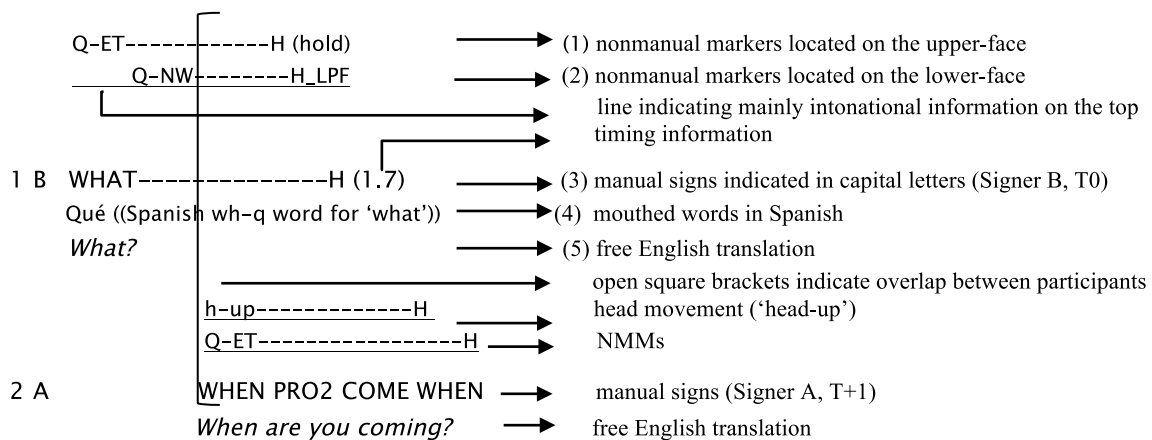 Q-ET------------------H (hold) (1) nonmanual markers located on the upper-face
Q-NW---------H_LPF (2) nonmanual markers located on the lower-face
line indicating mainly intonational information on the top
timing information
1 B WHAT------------------H (1.7) (3) manual signs indicated in capital letters (Signer B, T0)
Qué ((Spanish wh-q word for ‘what’)) (4) mouthed words in Spanish
What? (5) free English translation
open square brackets indicate overlap between participants
h-up--------------H head movement (‘head-up’)
Q-ET------------------H NMMs
2 A WHEN PRO2 COME WHEN manual signs (Signer A, T+1)
When are you coming? free English translation